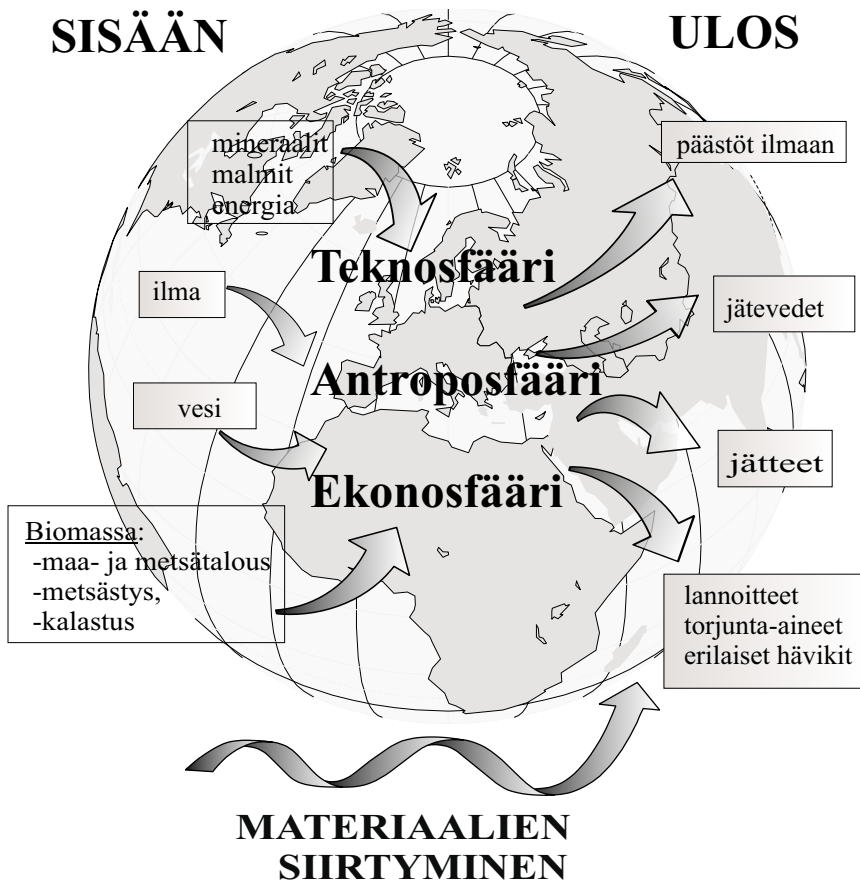 SISÄÄN
ULOS
mineraalit
malmit
energia
päästöt ilmaan
Teknosfääri
ilma
jätevedet
Antroposfääri
vesi
jätteet
Ekonosfääri
Biomassa:
-maa- ja metsätalous
-metsästys,
-kalastus
lannoitteet
torjunta-aineet
erilaiset hävikit
MATERIAALIEN
SIIRTYMINEN